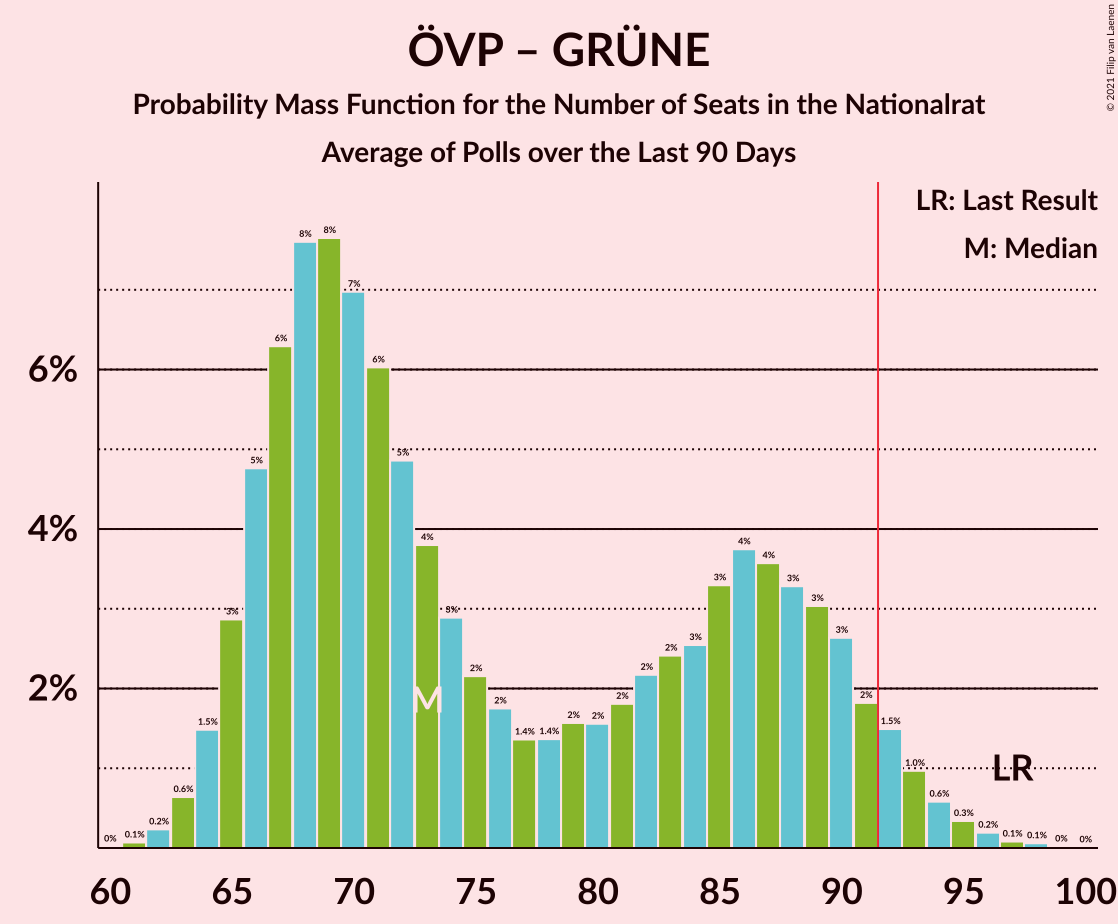 ÖVP – GRÜNE
Probability Mass Function for the Number of Seats in the Nationalrat
Average of Polls over the Last 90 Days
© 2021 Filip van Laenen
LR: Last Result
M: Median
8% 8%
7%
6% 6%
6%
5% 5%
4%
4% 4% 4%
3% 3% 3% 3% 3% 3% 3%
2%
2% 2% 2% 2% 2% 2% 2% 2%
M
1.5% 1.4% 1.4% 1.5%
1.0%
LR
0% 0.1% 0.2% 0.6% 0.6% 0.3% 0.2% 0.1% 0.1% 0% 0%
60 65 70 75 80 85 90 95 100